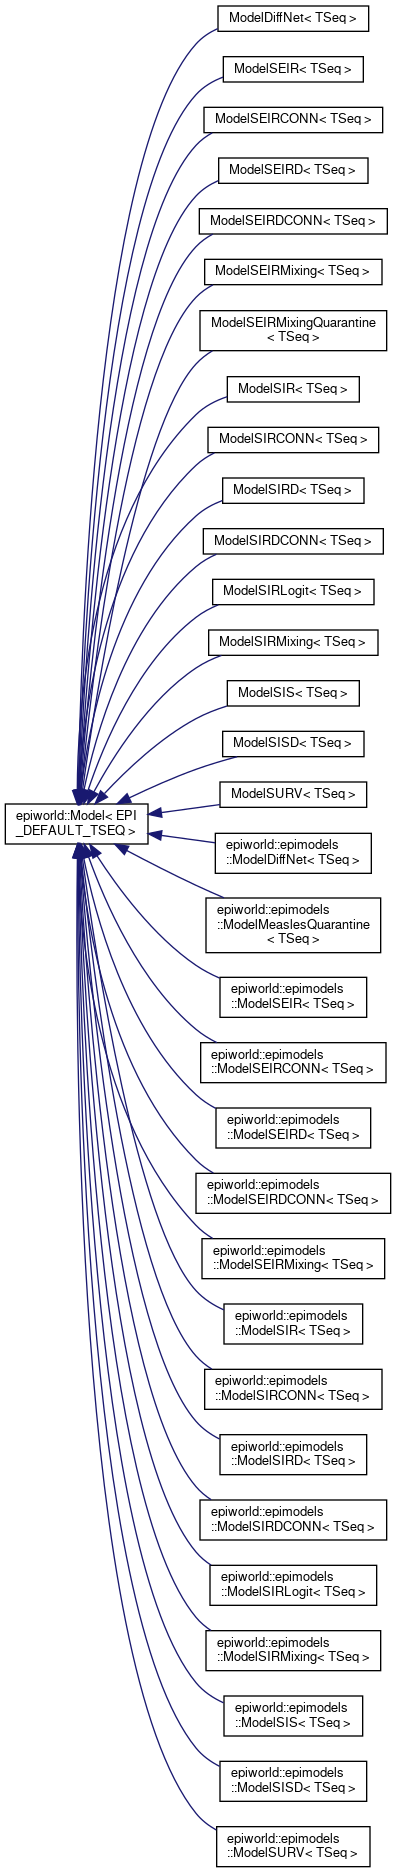 ModelDiffNet< TSeq >
ModelSEIR< TSeq >
ModelSEIRCONN< TSeq >
ModelSEIRD< TSeq >
ModelSEIRDCONN< TSeq >
ModelSEIRMixing< TSeq >
ModelSEIRMixingQuarantine
< TSeq >
ModelSIR< TSeq >
ModelSIRCONN< TSeq >
ModelSIRD< TSeq >
ModelSIRDCONN< TSeq >
ModelSIRLogit< TSeq >
ModelSIRMixing< TSeq >
ModelSIS< TSeq >
ModelSISD< TSeq >
ModelSURV< TSeq >
epiworld::Model< EPI
_DEFAULT_TSEQ >
epiworld::epimodels
::ModelDiffNet< TSeq >
epiworld::epimodels
::ModelMeaslesQuarantine
< TSeq >
epiworld::epimodels
::ModelSEIR< TSeq >
epiworld::epimodels
::ModelSEIRCONN< TSeq >
epiworld::epimodels
::ModelSEIRD< TSeq >
epiworld::epimodels
::ModelSEIRDCONN< TSeq >
epiworld::epimodels
::ModelSEIRMixing< TSeq >
epiworld::epimodels
::ModelSIR< TSeq >
epiworld::epimodels
::ModelSIRCONN< TSeq >
epiworld::epimodels
::ModelSIRD< TSeq >
epiworld::epimodels
::ModelSIRDCONN< TSeq >
epiworld::epimodels
::ModelSIRLogit< TSeq >
epiworld::epimodels
::ModelSIRMixing< TSeq >
epiworld::epimodels
::ModelSIS< TSeq >
epiworld::epimodels
::ModelSISD< TSeq >
epiworld::epimodels
::ModelSURV< TSeq >